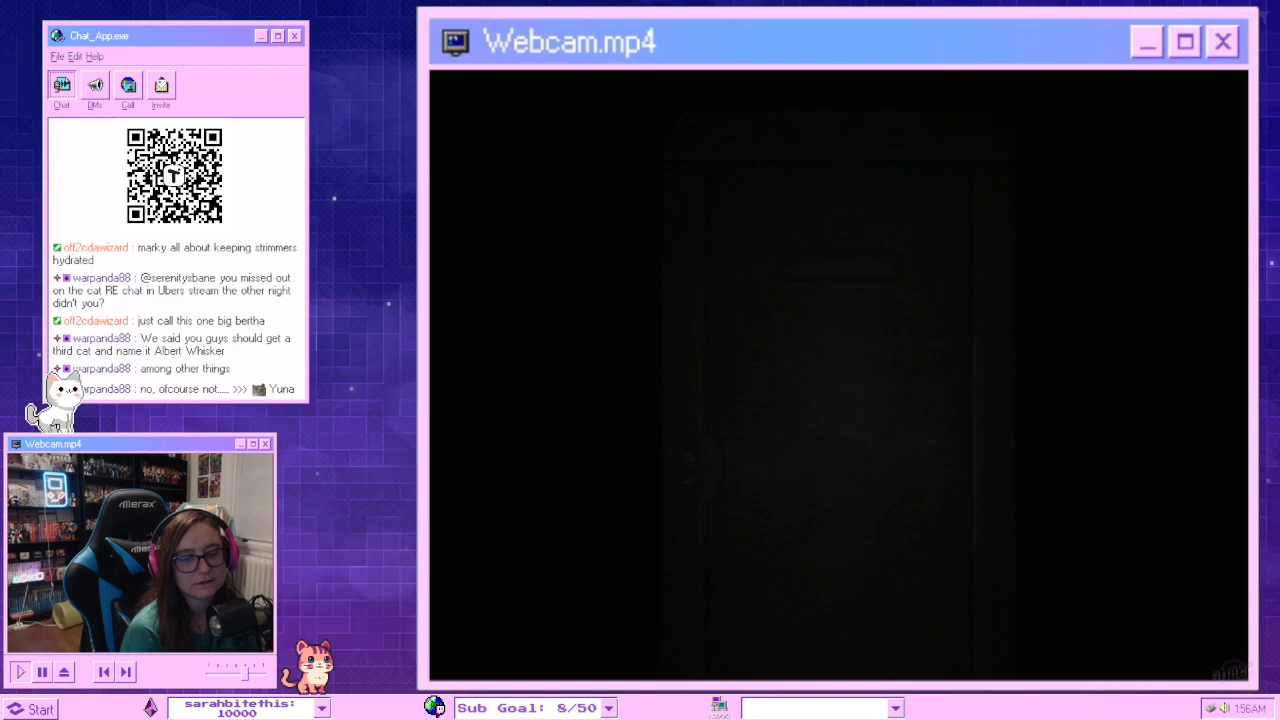 Chat_App.exe
File Edit Help
Chat DMs Call Invite
T
off2cdawizard : marky all about keeping strimmers
hydrated
warpanda88 : @serenitysbane you missed out
on the cat RE chat in Ubers stream the other night
didn't you?
off2cdawizard : just call this one big bertha
warpanda88 : We said you guys should get a
third cat and name it Albert Whisker
warpanda88 : among other things
warpanda88 : no, ofcourse not..... >>> Yuna
Webcam.mp4
Webcam.mp4
merax
Start
sarahbitethis:
10000
Sub Goal: 8/50
1:56AM